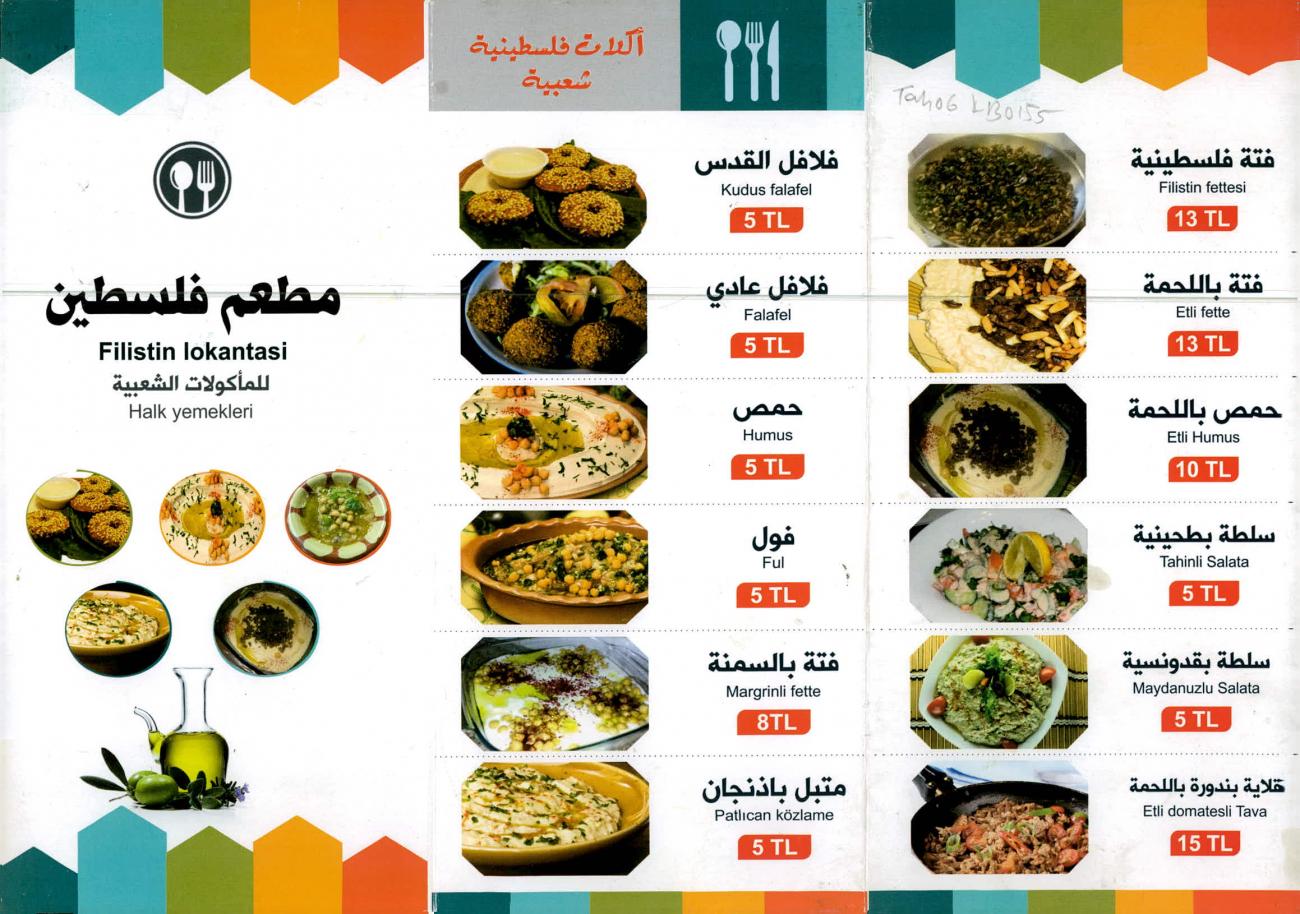 مطعم فلسطين
Filistin lokantasi
للمأكولات الشعبية
Halk yemekleri
أكلات فلسطينية
شعبية
فلافل القدس
Kudus falafel
5 TL
فلافل عادي
Falafel
5 TL
حمص
Humus
5 TL
فول
Ful
5 TL
فتة بالسمنة
Margrinli fette
8TL
متبل باذنجان
Patlıcan közlame
5 TL
فتة فلسطينية
Filistin fettesi
13 TL
فتة باللحمة
Etli fette
13 TL
حمص باللحمة
Etli Humus
10 TL
سلطة بطحينية
Tahinli Salata
5 TL
سلطة بقدونسية
Maydanuzlu Salata
5 TL
قلاية بندورة باللحمة
Etli domatesli Tava
15 TL